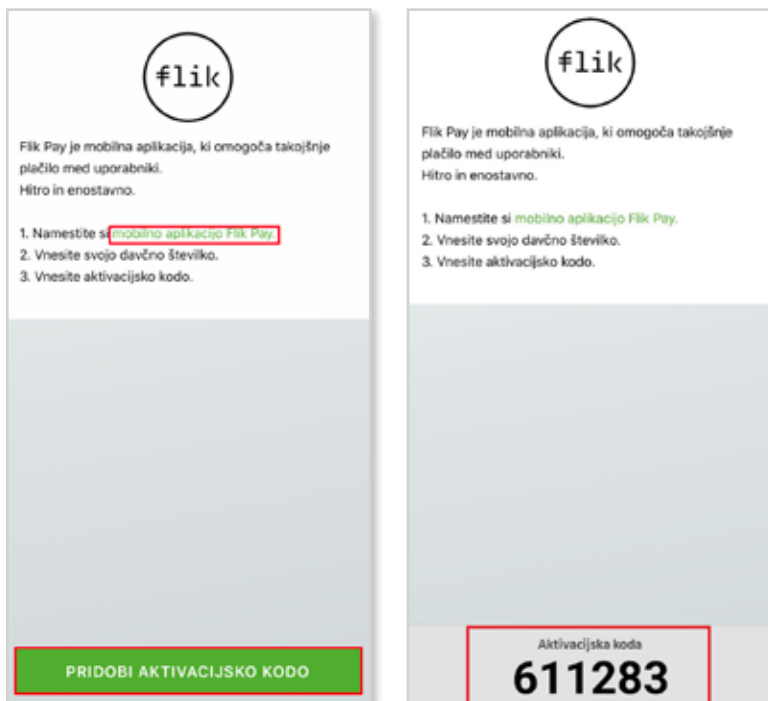 flik
Flik Pay je mobilna aplikacija, ki omogoča takojšnje
plačilo med uporabniki.
Hitro in enostavno.
1. Namestite si mobilno aplikacijo Flik Pay.
2. Vnesite svojo davčno številko.
3. Vnesite aktivacijsko kodo.
PRIDOBI AKTIVACIJSKO KODO
flik
Flik Pay je mobilna aplikacija, ki omogoča takojšnje
plačilo med uporabniki.
Hitro in enostavno.
1. Namestite si mobilno aplikacijo Flik Pay.
2. Vnesite svojo davčno številko.
3. Vnesite aktivacijsko kodo.
Aktivacijska koda
611283